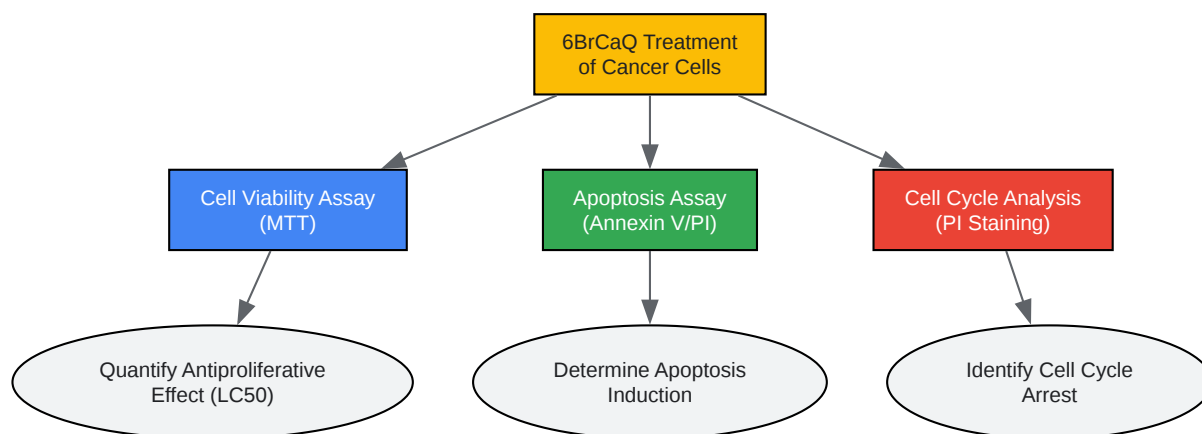 6BrCaQ Treatment
of Cancer Cells
Cell Viability Assay
(MTT)
Apoptosis Assay
(Annexin V/PI)
Cell Cycle Analysis
(PI Staining)
Quantify Antiproliferative
Effect (LC50)
Determine Apoptosis
Induction
Identify Cell Cycle
Arrest